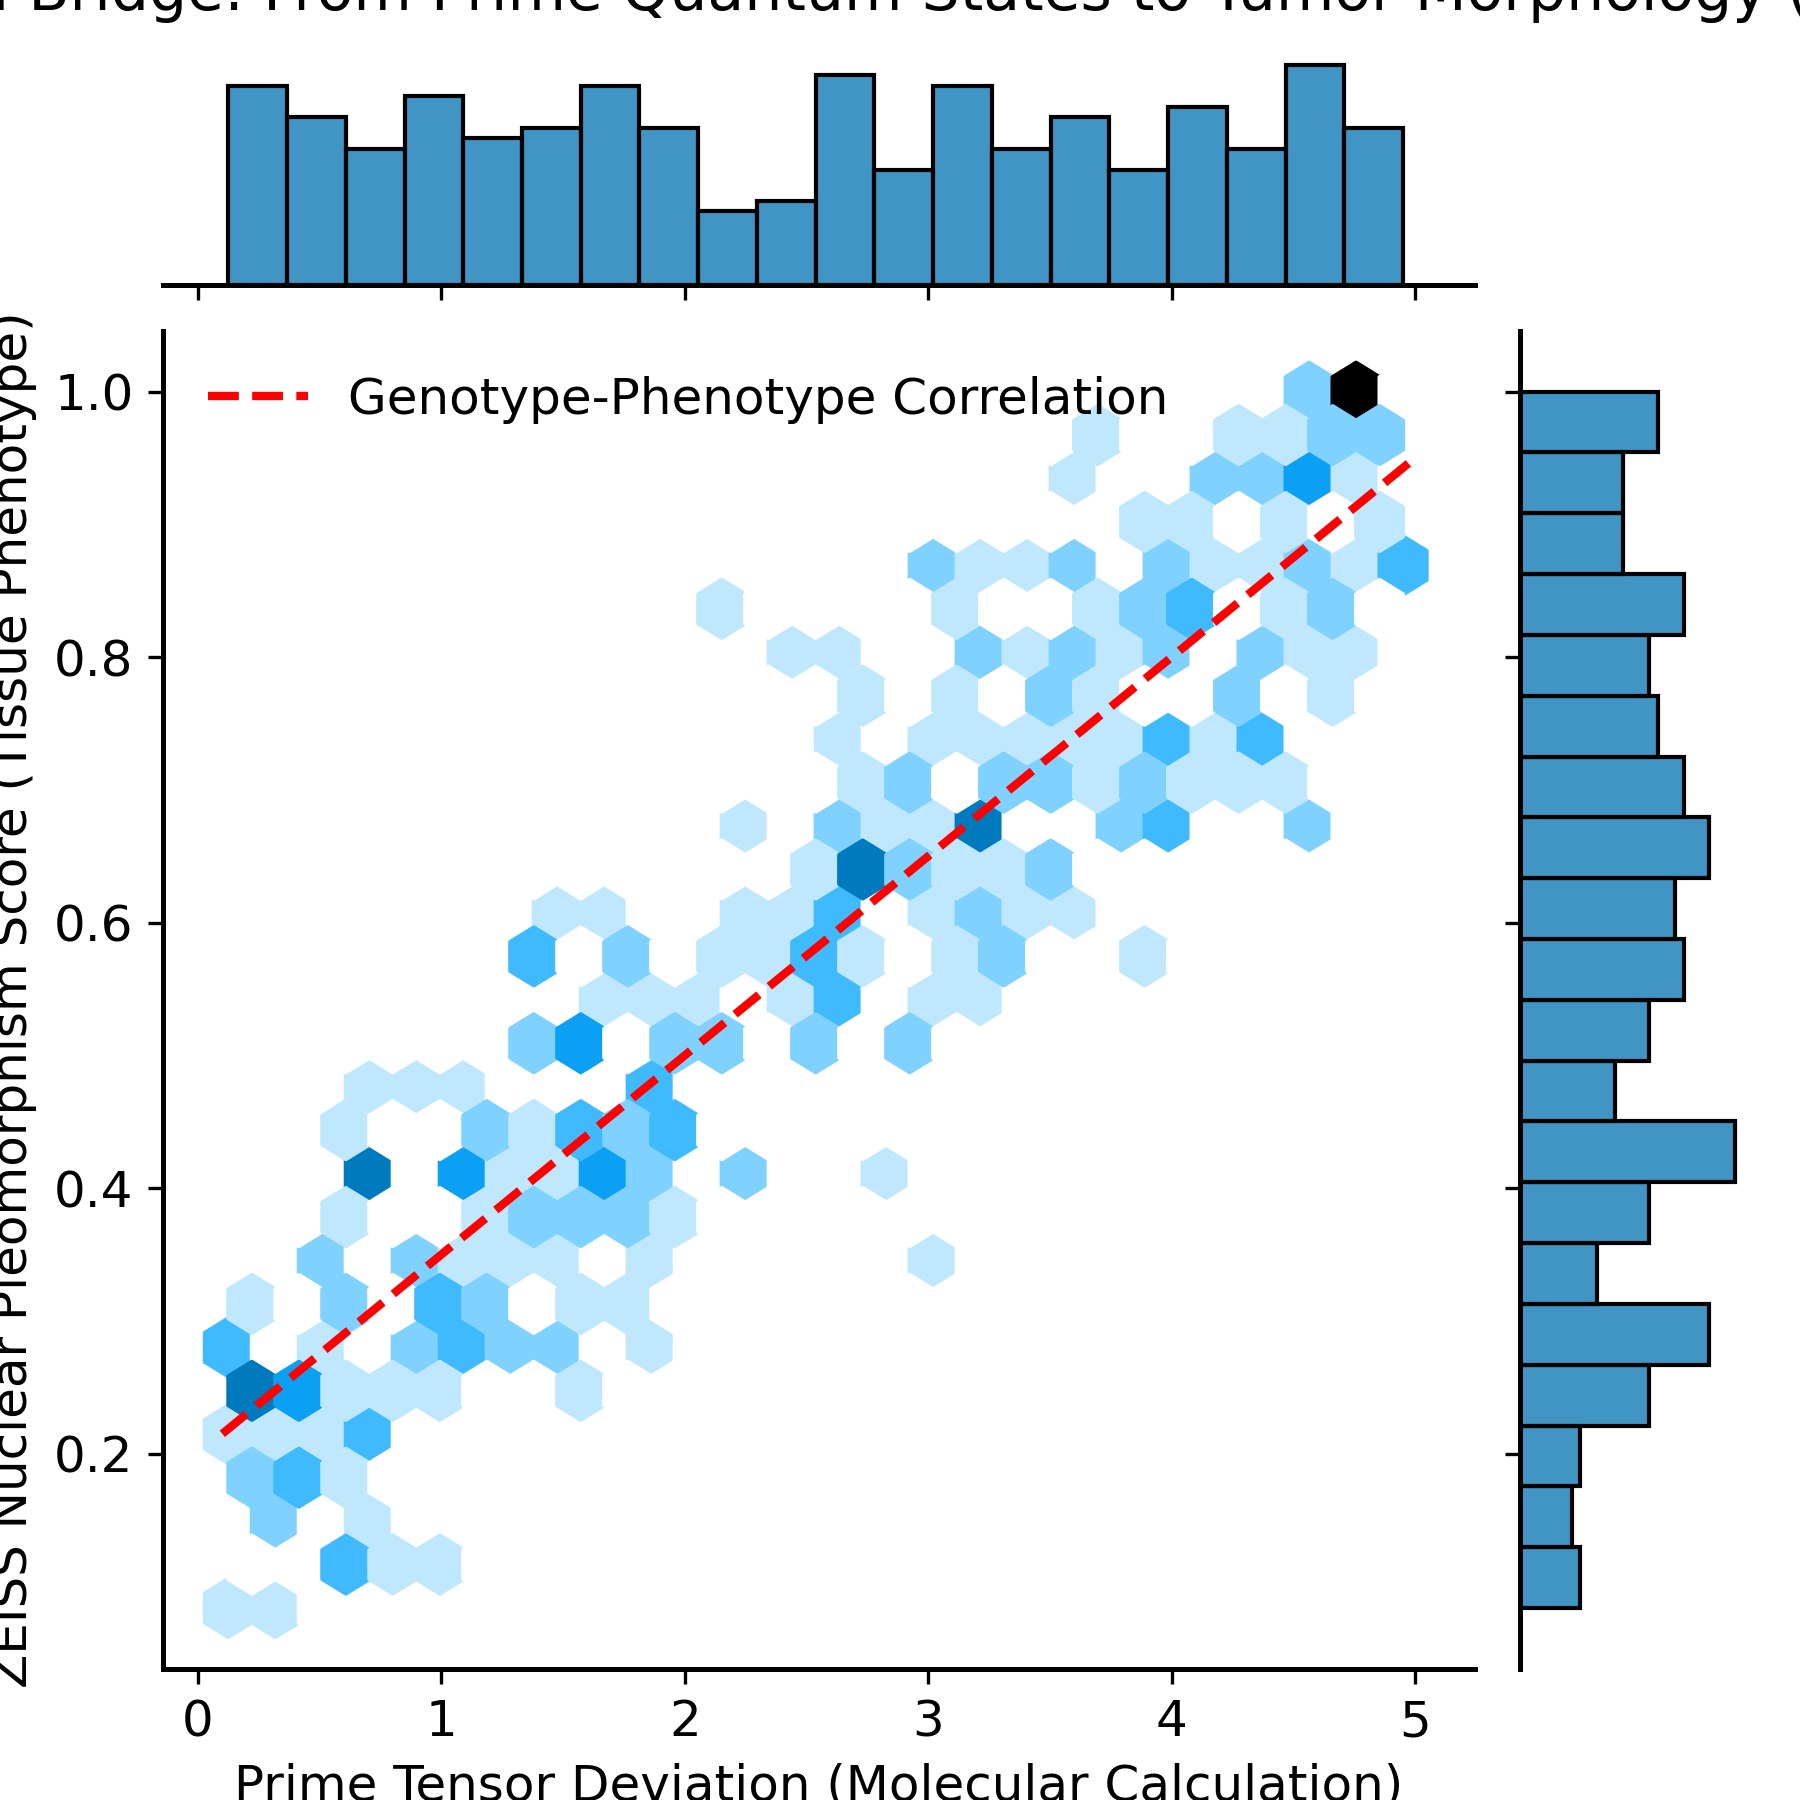 Bridge: From Prime Quantum States to Tumor Morphology (
Genotype-Phenotype Correlation
1.0
0.8
0.6
0.4
0.2
ZEISS Nuclear Pleomorphism Score (Tissue Phenotype)
0 1 2 3 4 5
Prime Tensor Deviation (Molecular Calculation)